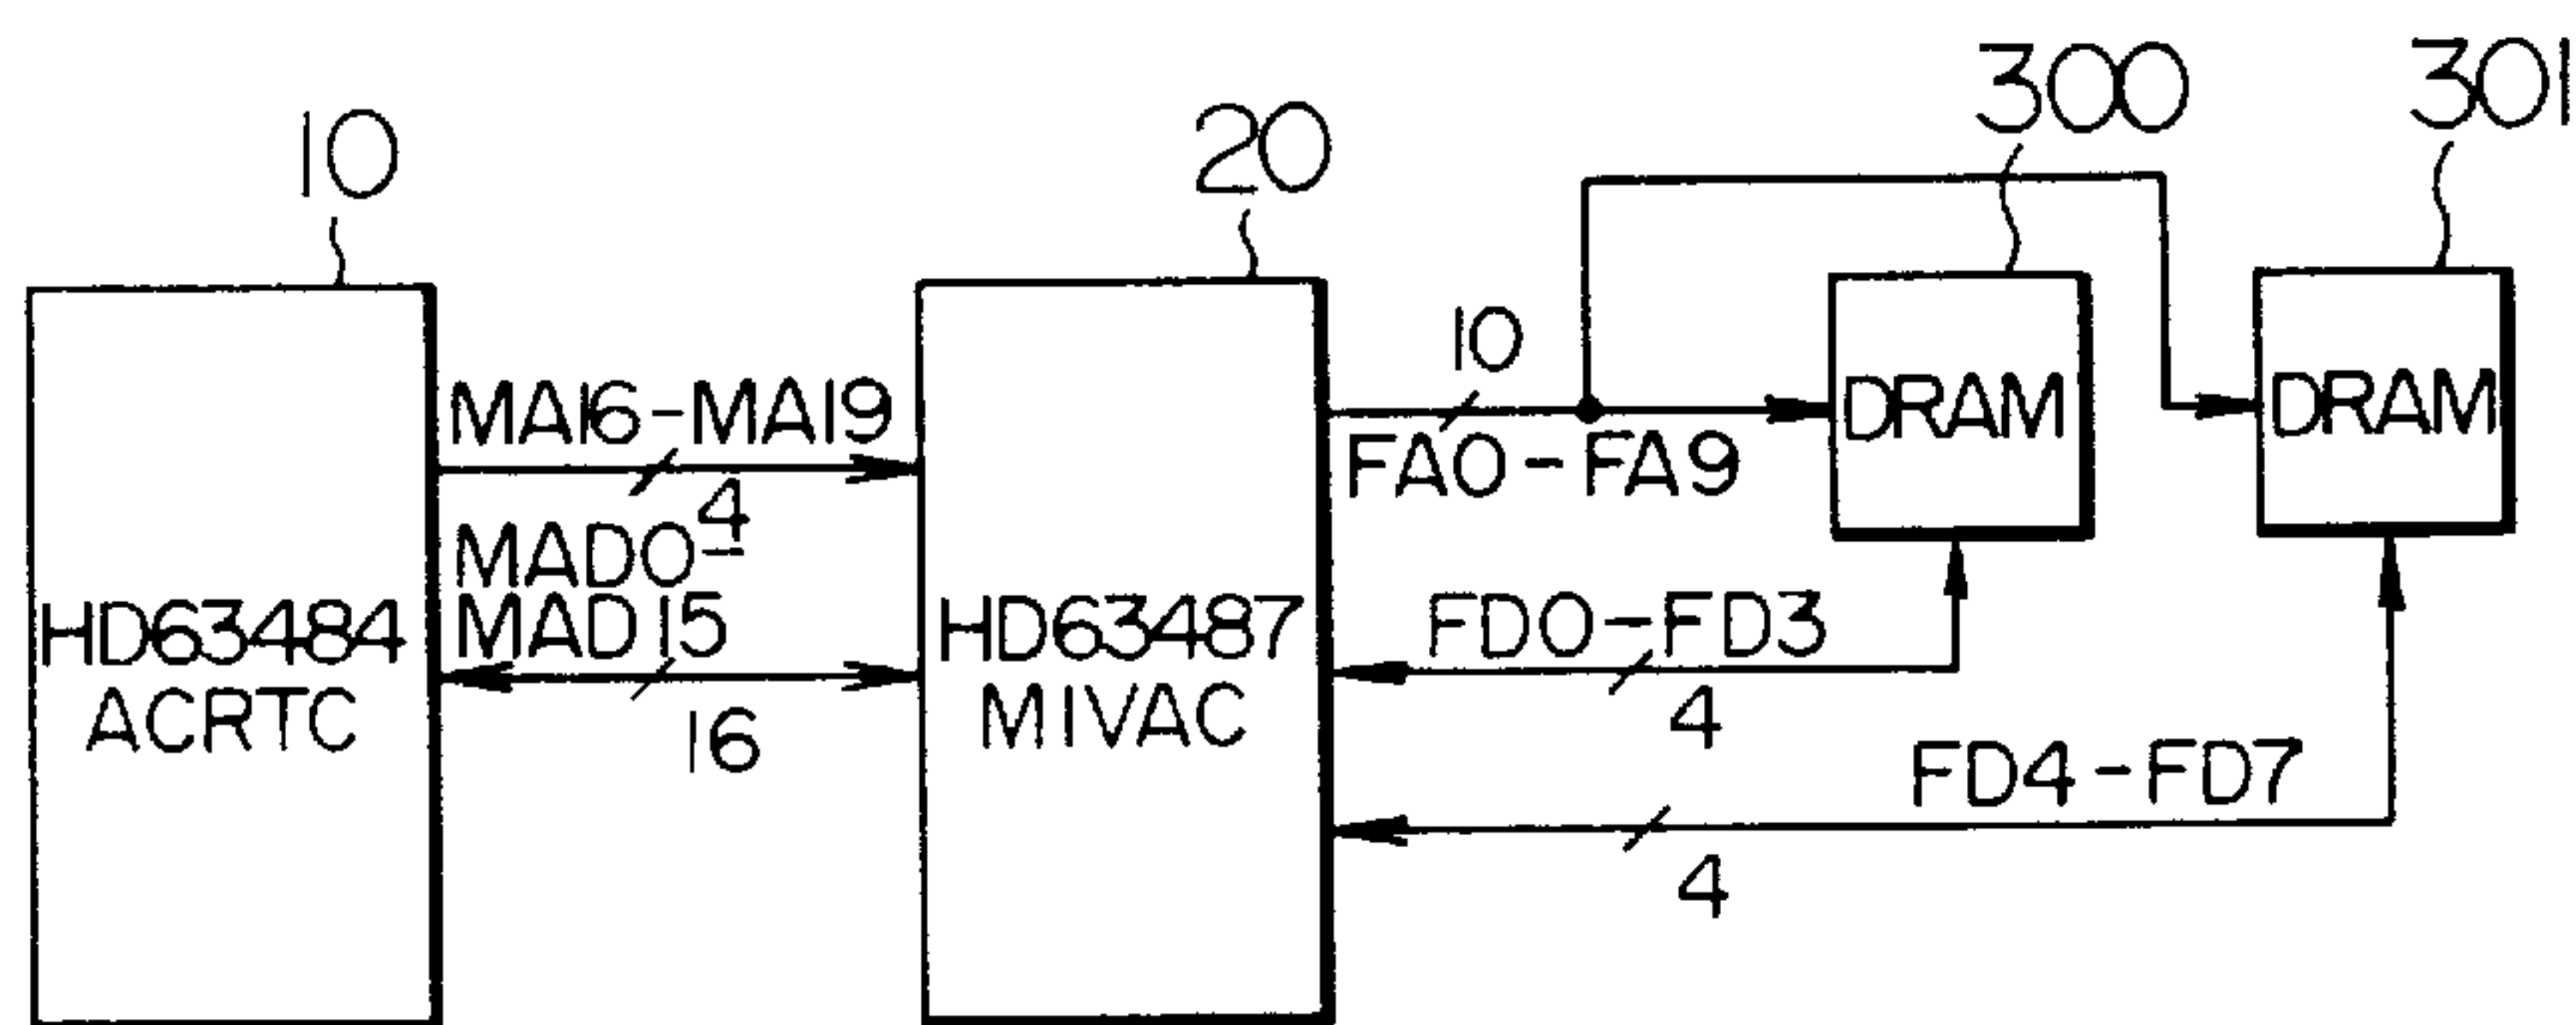 10
20
300
301
HD63484
ACRTC
MA16-MA19
4
MAD0-
MAD15
16
HD63487
MIVAC
10
FA0-FA9
DRAM
DRAM
FD0-FD3
4
FD4-FD7
4